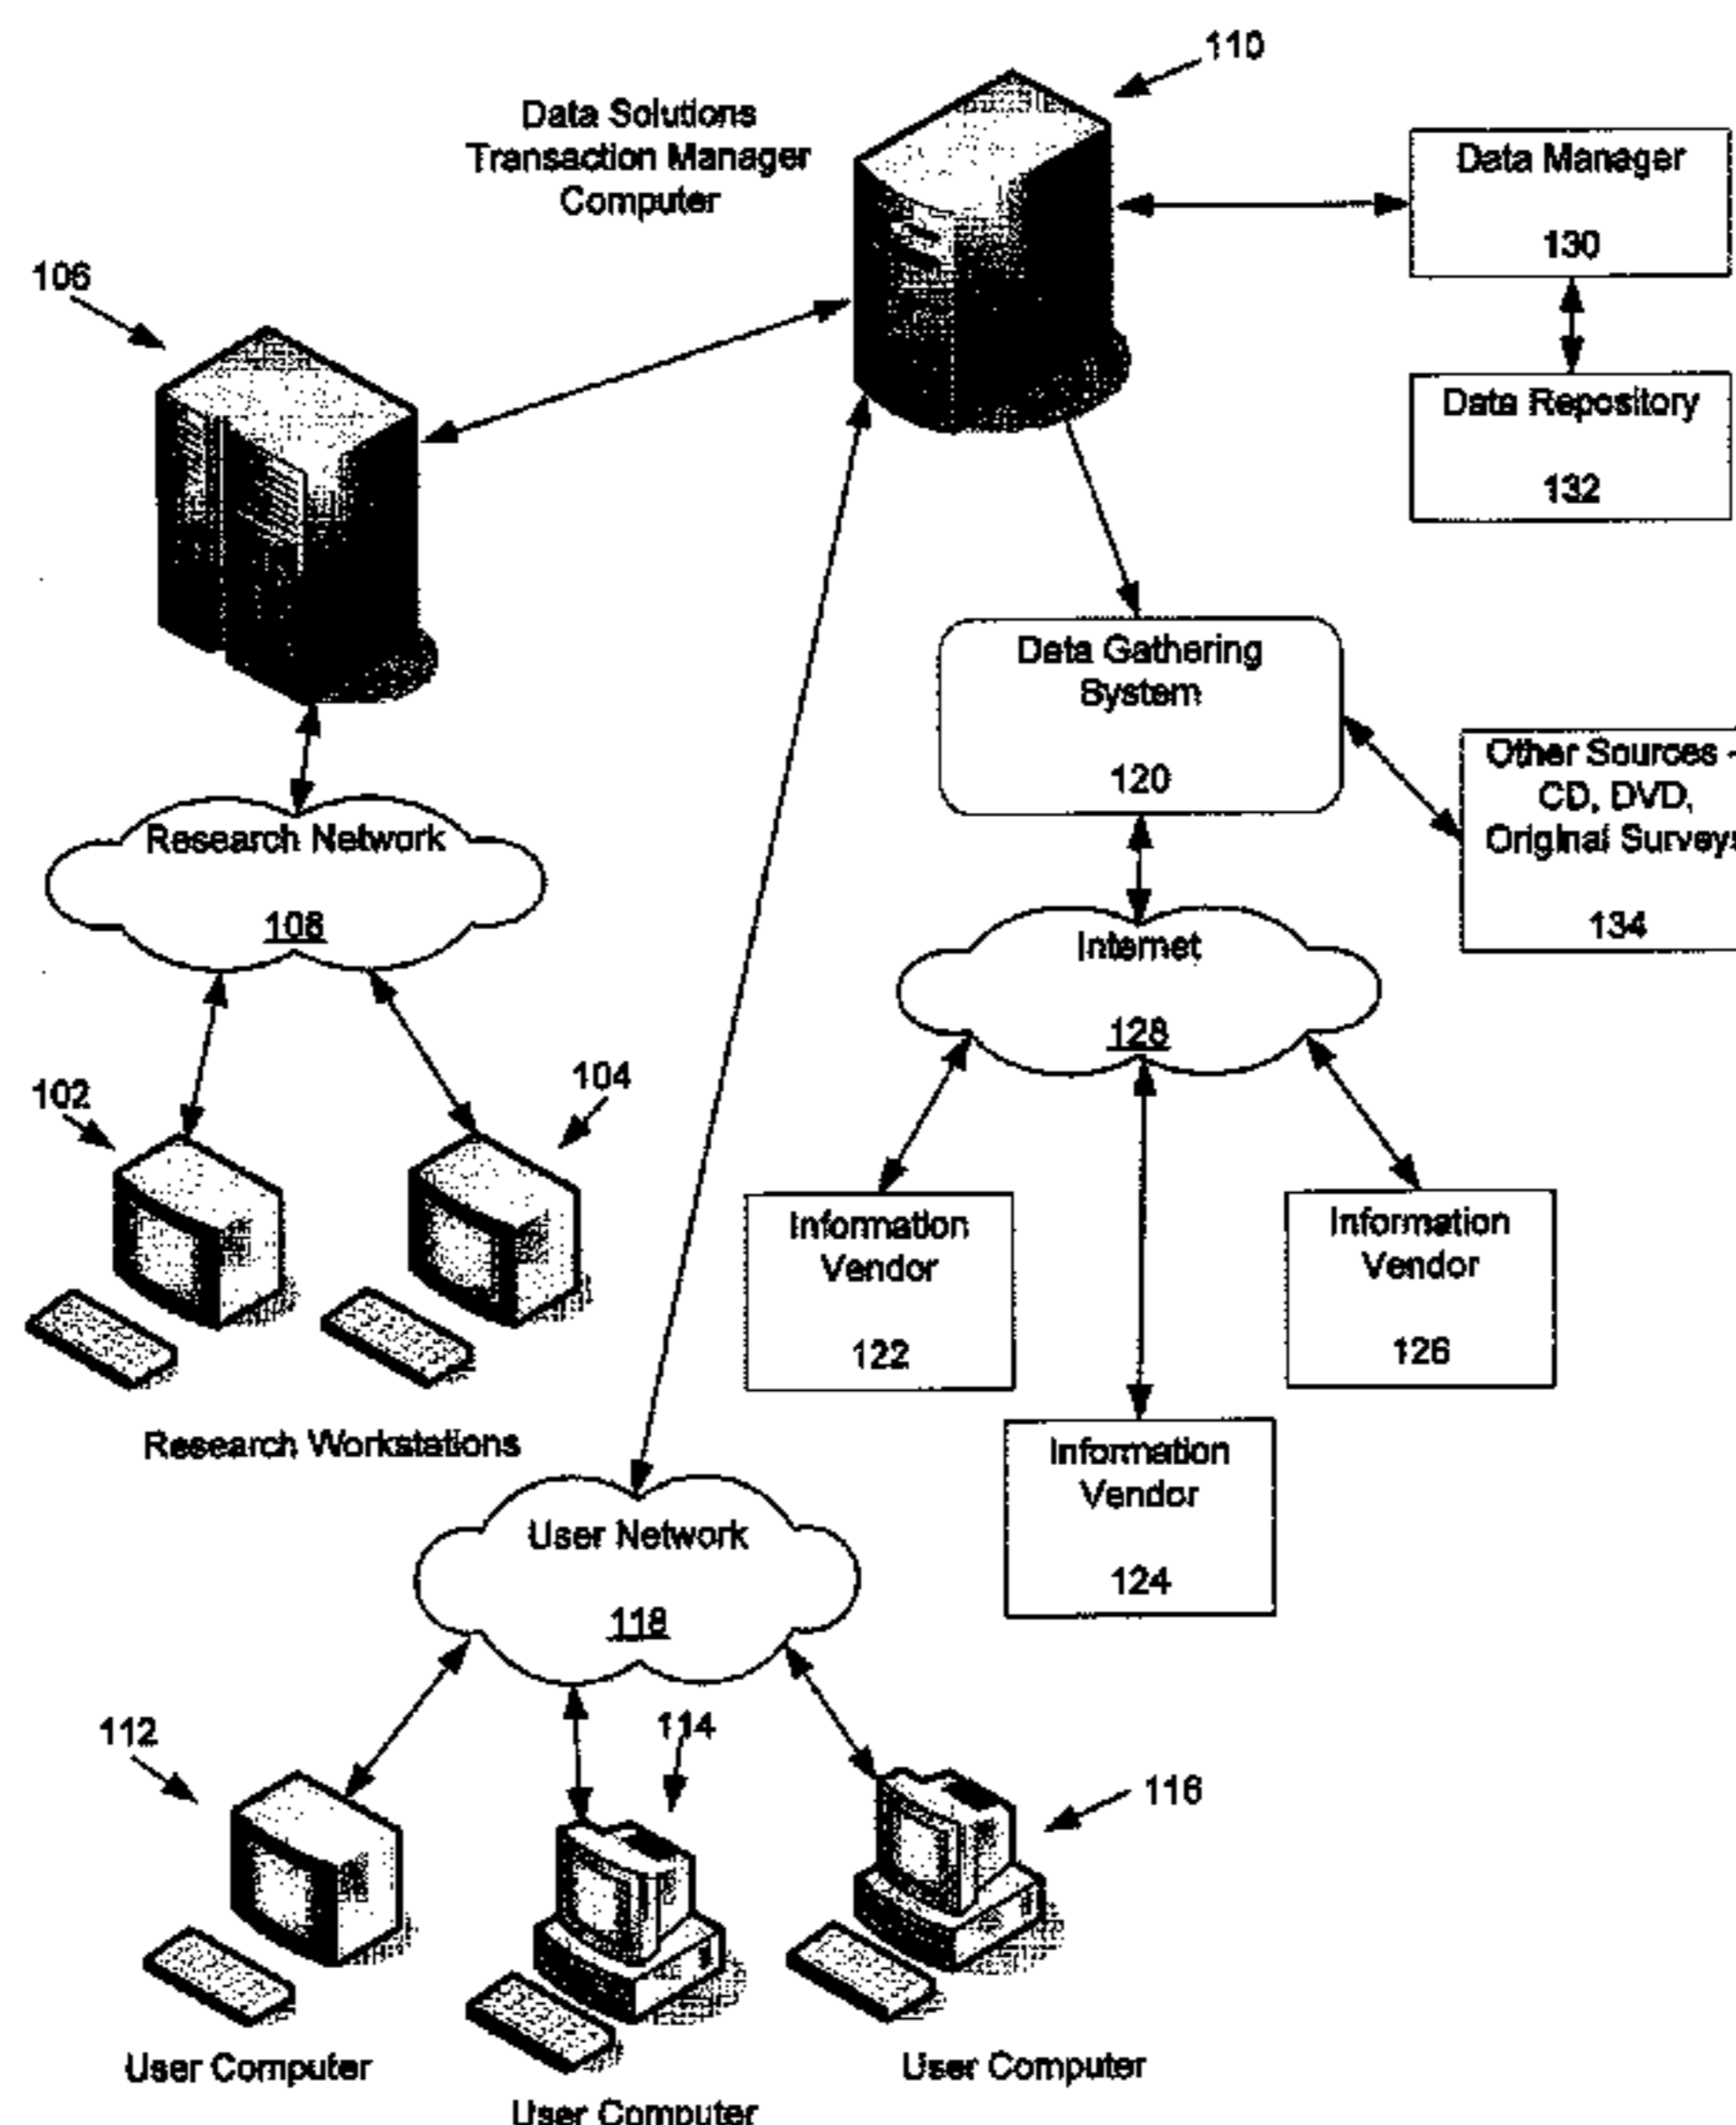 110
Data Solutions
Transaction Manager
Computer
Data Manager
130
106
Data Repository
132
Data Gathering
System
120
Other Sources -
CD, DVD,
Original Surveys
134
Research Network
108
Internet
128
102
104
Information
Vendor
122
Information
Vendor
126
Research Workstations
Information
Vendor
124
User Network
118
112
114
116
User Computer
User Computer
User Computer